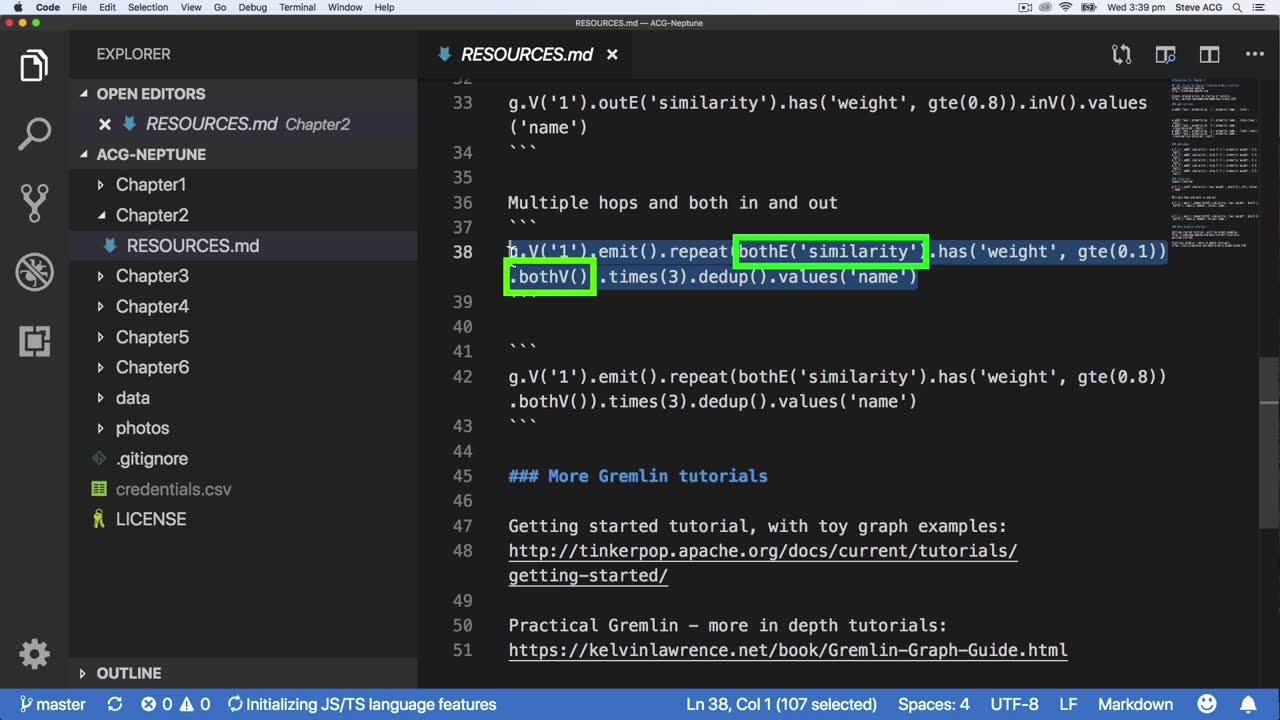 Code File Edit Selection View Go Debug Terminal Window Help Wed 3:39 pm Steve ACG
RESOURCES.md — ACG-Neptune
EXPLORER
OPEN EDITORS
RESOURCES.md Chapter2
ACG-NEPTUNE
Chapter1
Chapter2
RESOURCES.md
Chapter3
Chapter4
Chapter5
Chapter6
data
photos
.gitignore
credentials.csv
LICENSE
OUTLINE
RESOURCES.md
32
33 g.V('1').outE('similarity').has('weight', gte(0.8)).inV().values
('name')
34 ```
35
36 Multiple hops and both in and out
37 ```
38 g.V('1').emit().repeat(bothE('similarity').has('weight', gte(0.1))
.bothV() .times(3).dedup().values('name')
39 ```
40
41 ```
42 g.V('1').emit().repeat(bothE('similarity').has('weight', gte(0.8))
.bothV()).times(3).dedup().values('name')
43 ```
44
45 ### More Gremlin tutorials
46
47 Getting started tutorial, with toy graph examples:
48 http://tinkerpop.apache.org/docs/current/tutorials/
getting-started/
49
50 Practical Gremlin - more in depth tutorials:
51 https://kelvinlawrence.net/book/Gremlin-Graph-Guide.html
master 0 0 Initializing JS/TS language features Ln 38, Col 1 (107 selected) Spaces: 4 UTF-8 LF Markdown